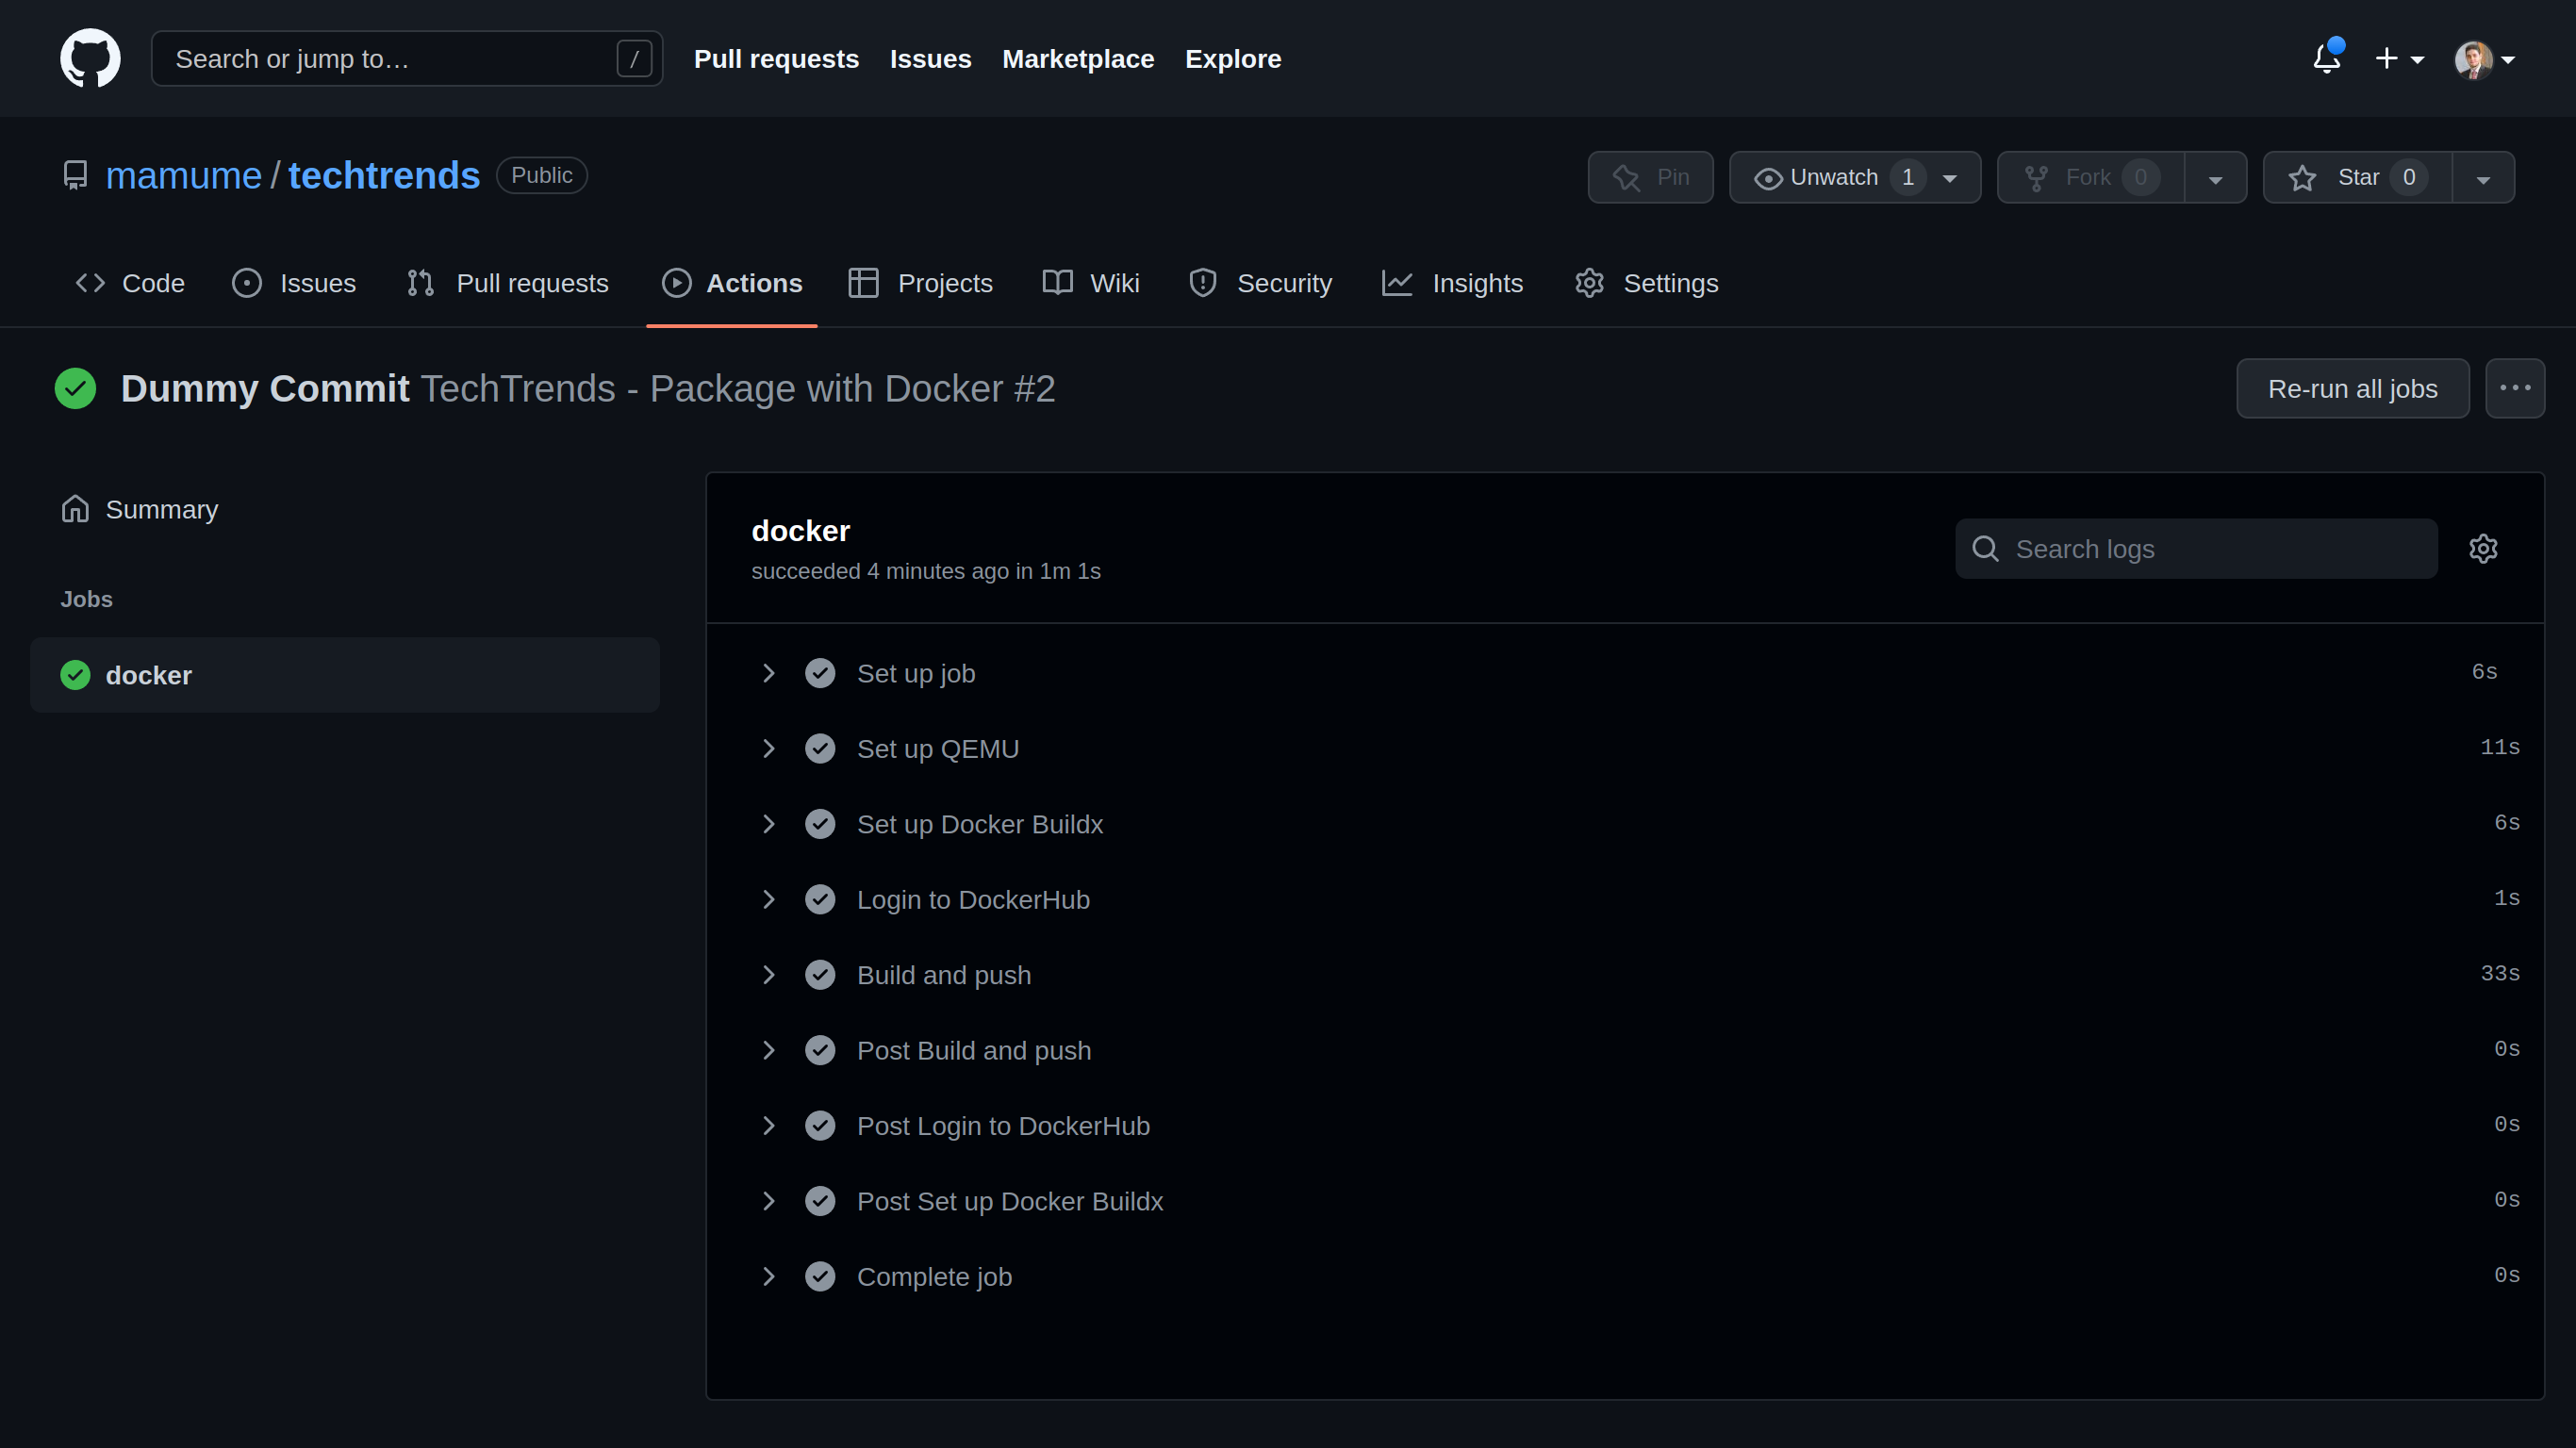 Search or jump to… /
Pull requests Issues Marketplace Explore
mamume / techtrends Public
Pin Unwatch 1 Fork 0 Star 0
Code Issues Pull requests Actions Projects Wiki Security Insights Settings
Dummy Commit TechTrends - Package with Docker #2
Re-run all jobs
Summary
Jobs
docker
docker
succeeded 4 minutes ago in 1m 1s
Search logs
Set up job 6s
Set up QEMU 11s
Set up Docker Buildx 6s
Login to DockerHub 1s
Build and push 33s
Post Build and push 0s
Post Login to DockerHub 0s
Post Set up Docker Buildx 0s
Complete job 0s